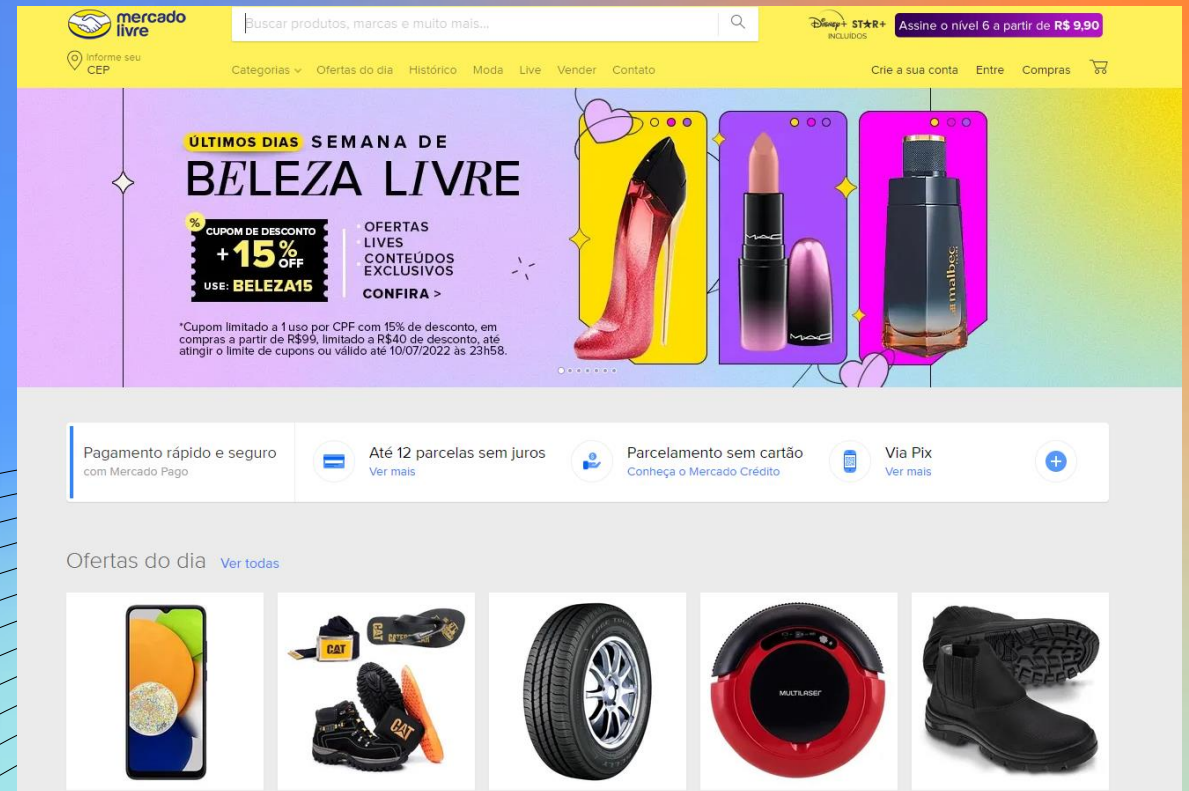 mercado
livre
Buscar produtos, marcas e muito mais...
Disney+ ST★R+
INCLUÍDOS
Assine o nível 6 a partir de R$ 9,90
Informe seu
CEP
Categorias Ofertas do dia Histórico Moda Live Vender Contato
Crie a sua conta Entre Compras
ÚLTIMOS DIAS SEMANA DE
BELEZA LIVRE
%
CUPOM DE DESCONTO
+15% OFF
USE: BELEZA15
· OFERTAS
· LIVES
· CONTEÚDOS
EXCLUSIVOS
CONFIRA >
*Cupom limitado a 1 uso por CPF com 15% de desconto, em
compras a partir de R$99, limitado a R$40 de desconto, até
atingir o limite de cupons ou válido até 10/07/2022 às 23h58.
MAC
MAC
malbec
Pagamento rápido e seguro
com Mercado Pago
Até 12 parcelas sem juros
Ver mais
Parcelamento sem cartão
Conheça o Mercado Crédito
Via Pix
Ver mais
Ofertas do dia Ver todas
CAT
CAT
MULTILASER